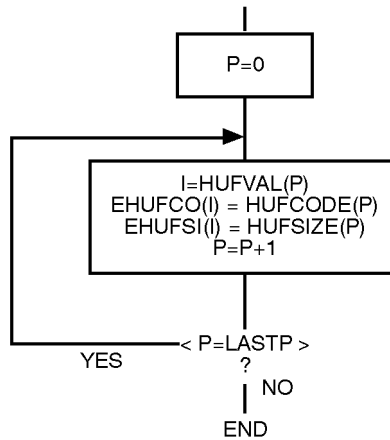 P=0
I=HUFVAL(P)
EHUFCO(I) = HUFCODE(P)
EHUFSI(I) = HUFSIZE(P)
P=P+1
< P=LASTP >
?
YES
NO
END